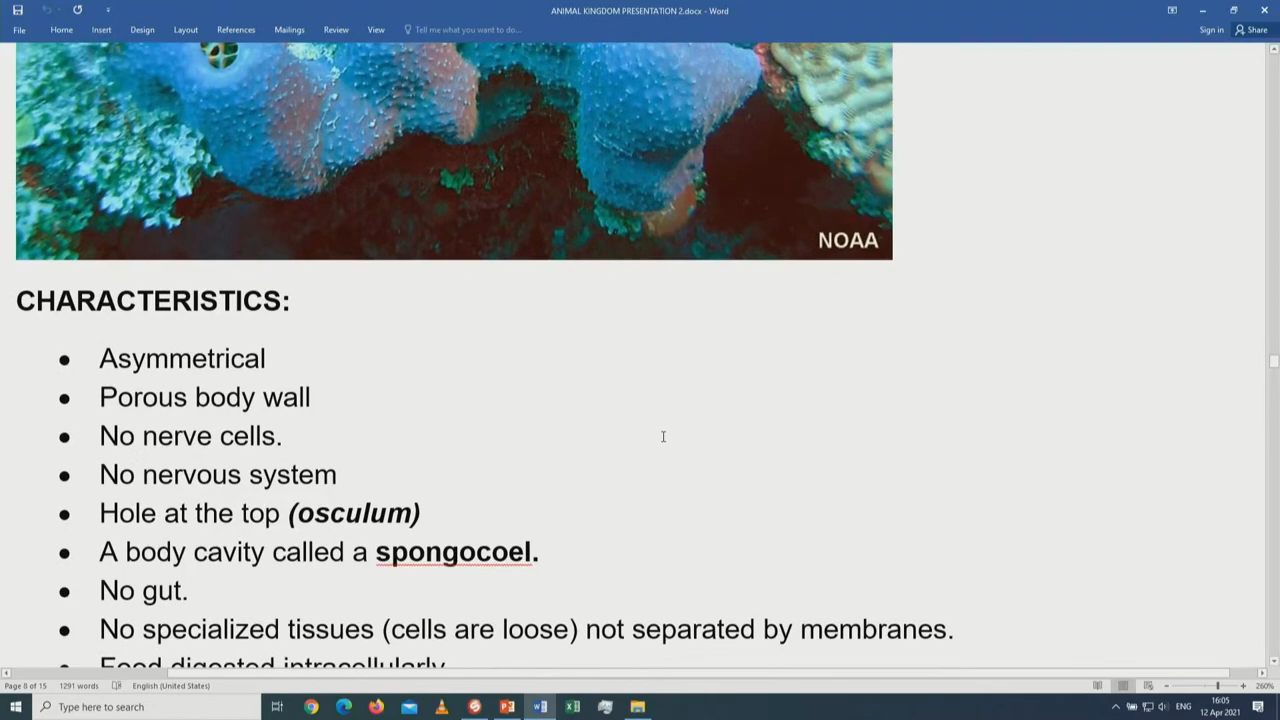 ANIMAL KINGDOM PRESENTATION 2.docx - Word
File Home Insert Design Layout References Mailings Review View Tell me what you want to do... Sign in Share
NOAA
CHARACTERISTICS:
• Asymmetrical
• Porous body wall
• No nerve cells.
• No nervous system
• Hole at the top (osculum)
• A body cavity called a spongocoel.
• No gut.
• No specialized tissues (cells are loose) not separated by membranes.
• Food digested intracellularly
Page 8 of 15 1291 words English (United States) 260%
Type here to search ENG 16:05
12 Apr 2021